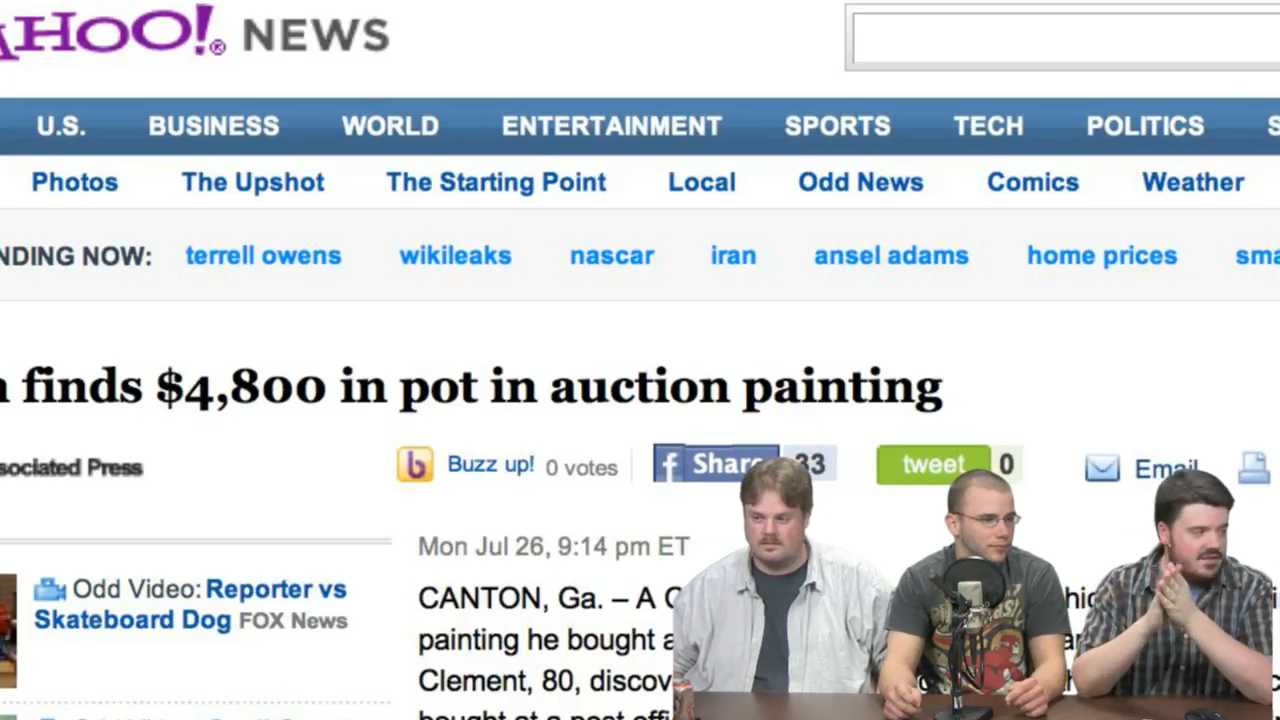 AHOO!® NEWS
U.S. BUSINESS WORLD ENTERTAINMENT SPORTS TECH POLITICS S
Photos The Upshot The Starting Point Local Odd News Comics Weather
NDING NOW: terrell owens wikileaks nascar iran ansel adams home prices sma
finds $4,800 in pot in auction painting
sociated Press
Buzz up! 0 votes
f Share 33
tweet 0
Email
Mon Jul 26, 9:14 pm ET
Odd Video: Reporter vs
Skateboard Dog FOX News
CANTON, Ga. – A C
painting he bought a
Clement, 80, discov